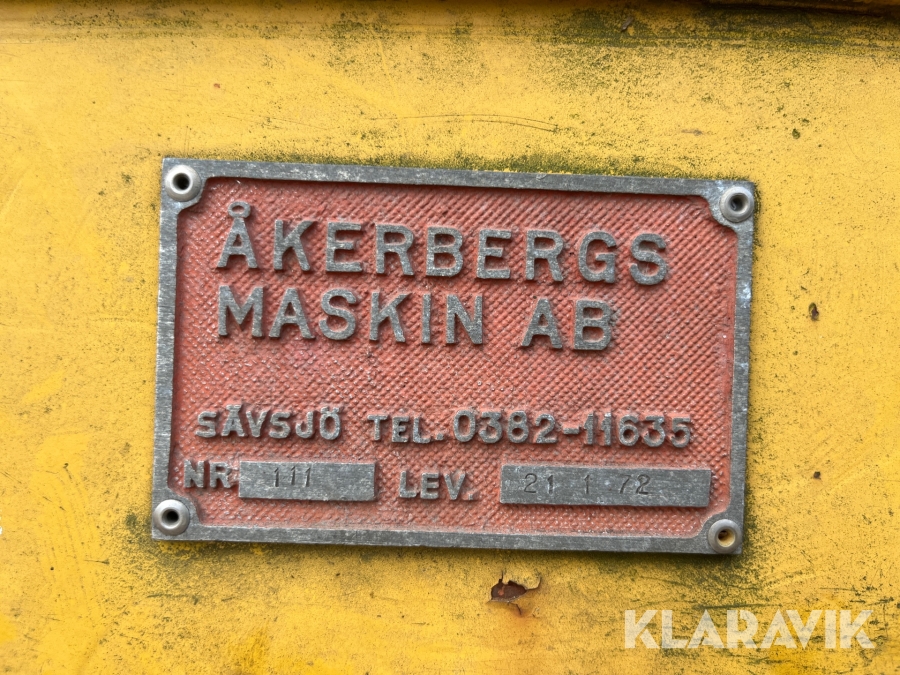 ÅKERBERGS
MASKIN AB
SÄVSJÖ TEL. 0382-11635
NR 111 LEV. 21 1 72
KLARAVIK